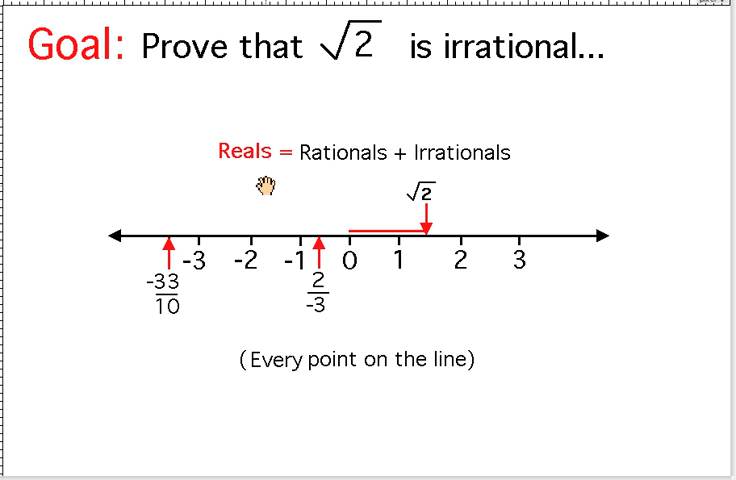 Goal: Prove that √2 is irrational...
Reals = Rationals + Irrationals
√2
-3 -2 -1 0 1 2 3
-33
10
2
-3
(Every point on the line)